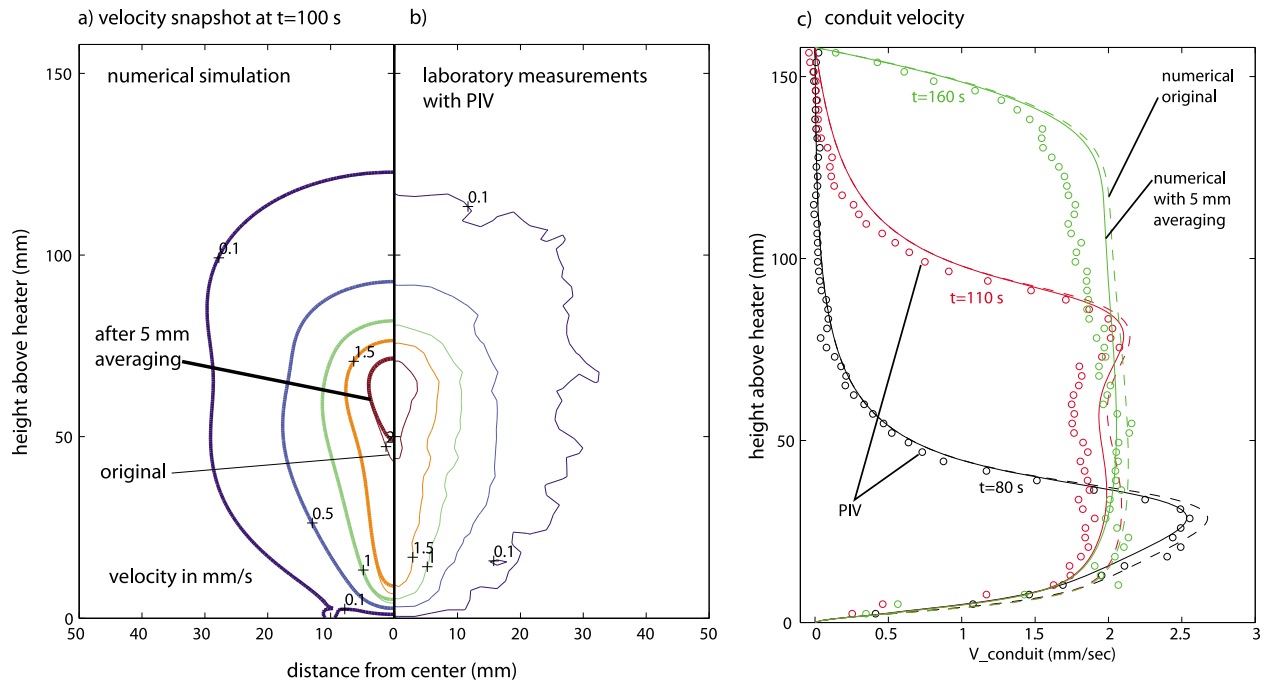 a) velocity snapshot at t=100 s
b)
numerical simulation
laboratory measurements
with PIV
150
100
50
0
height above heater (mm)
0.1
0.1
1.5
after 5 mm
averaging
2
original
0.5
1.5
1
1
0.1
0.1
velocity in mm/s
50
40
30
20
10
0
10
20
30
40
50
distance from center (mm)
c) conduit velocity
150
100
50
0
height above heater (mm)
t=160 s
numerical
original
numerical
with 5 mm
averaging
t=110 s
t=80 s
PIV
0
0.5
1
1.5
2
2.5
3
V_conduit (mm/sec)